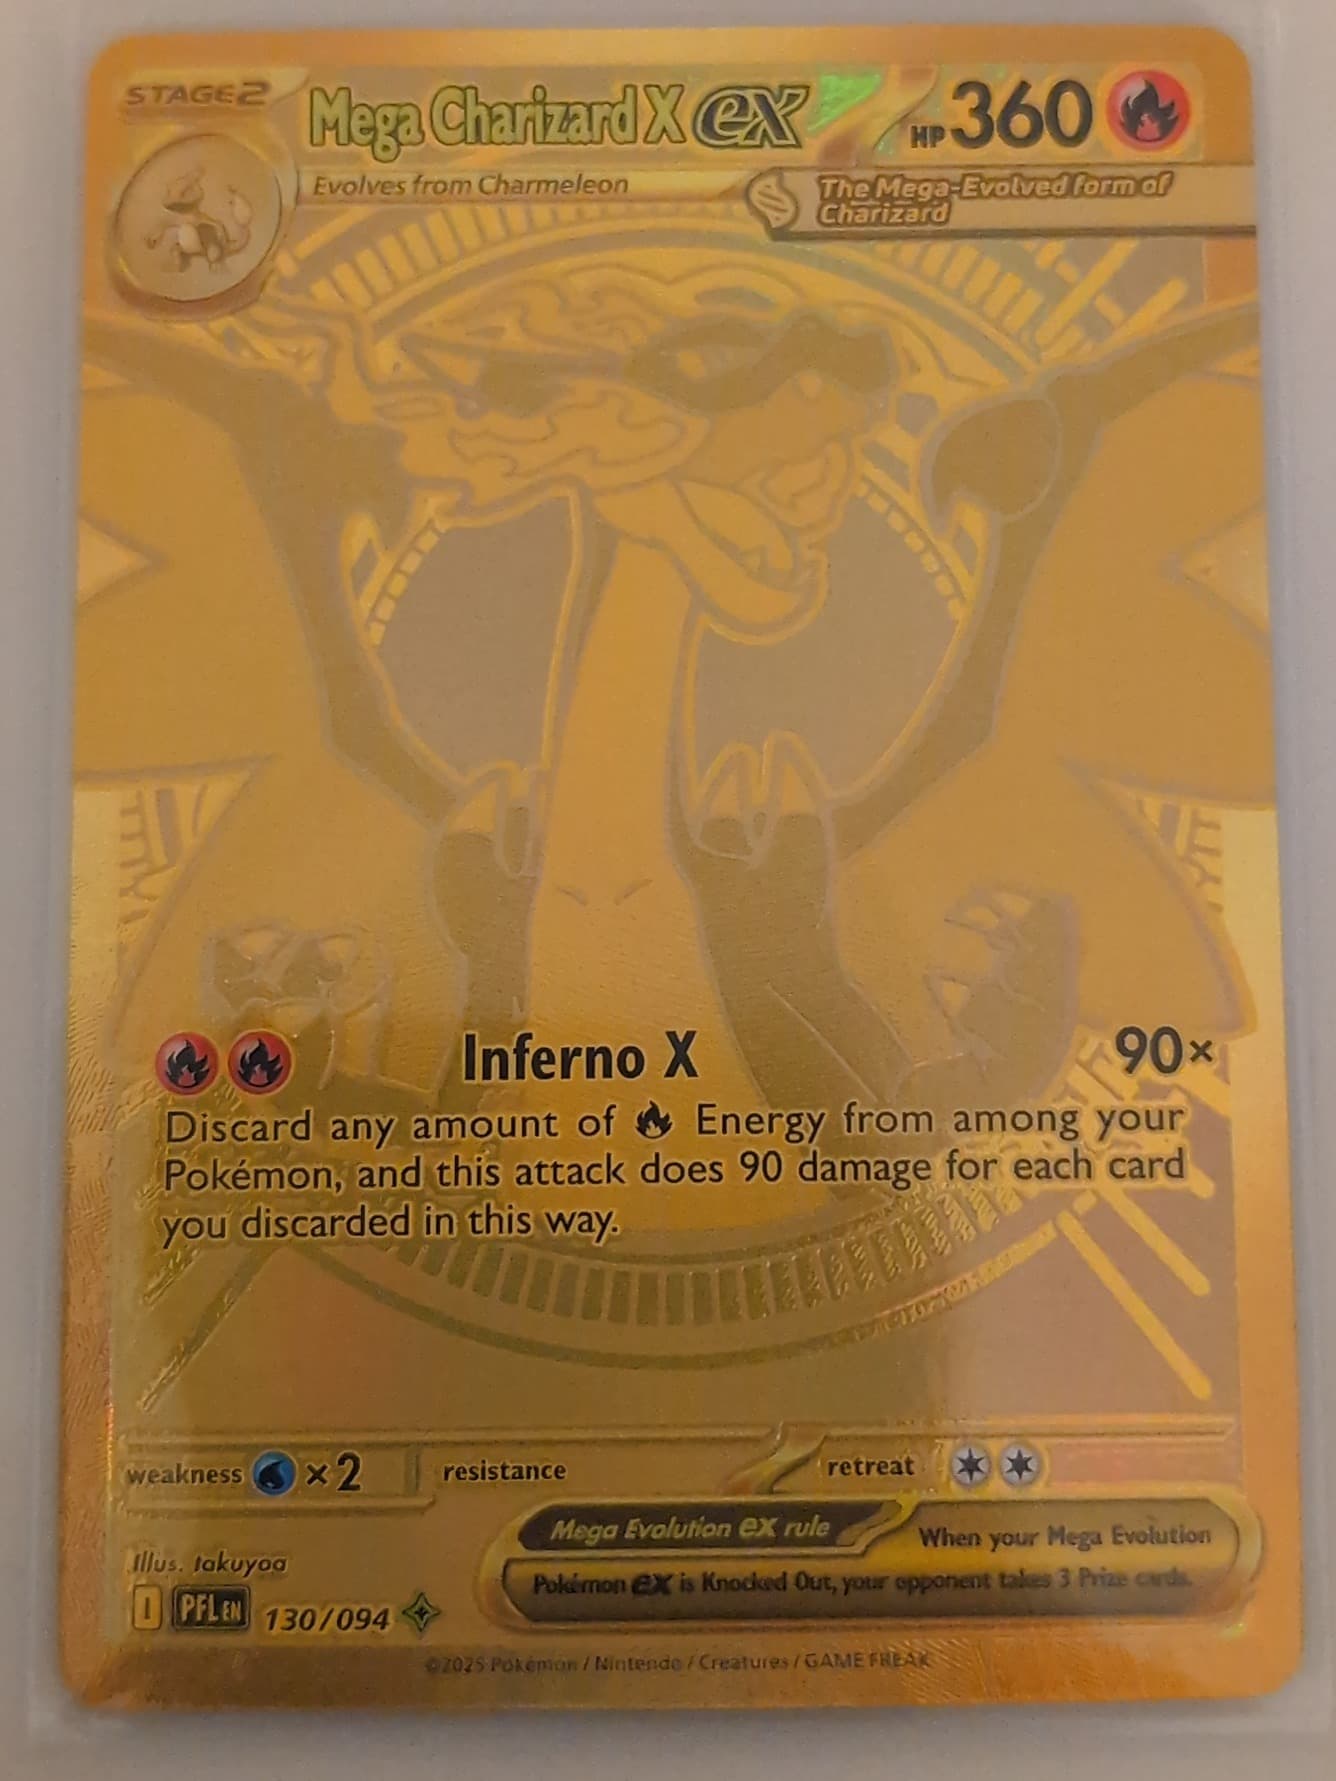 STAGE2
Mega Charizard X ex
HP 360
Evolves from Charmeleon
The Mega-Evolved form of
Charizard
Inferno X 90×
Discard any amount of Energy from among your
Pokémon, and this attack does 90 damage for each card
you discarded in this way.
weakness ×2
resistance
retreat
Mega Evolution ex rule
When your Mega Evolution
Pokémon ex is Knocked Out, your opponent takes 3 Prize cards.
Illus. takuyoa
I PFL EN 130/094
©2025 Pokémon / Nintendo / Creatures / GAME FREAK